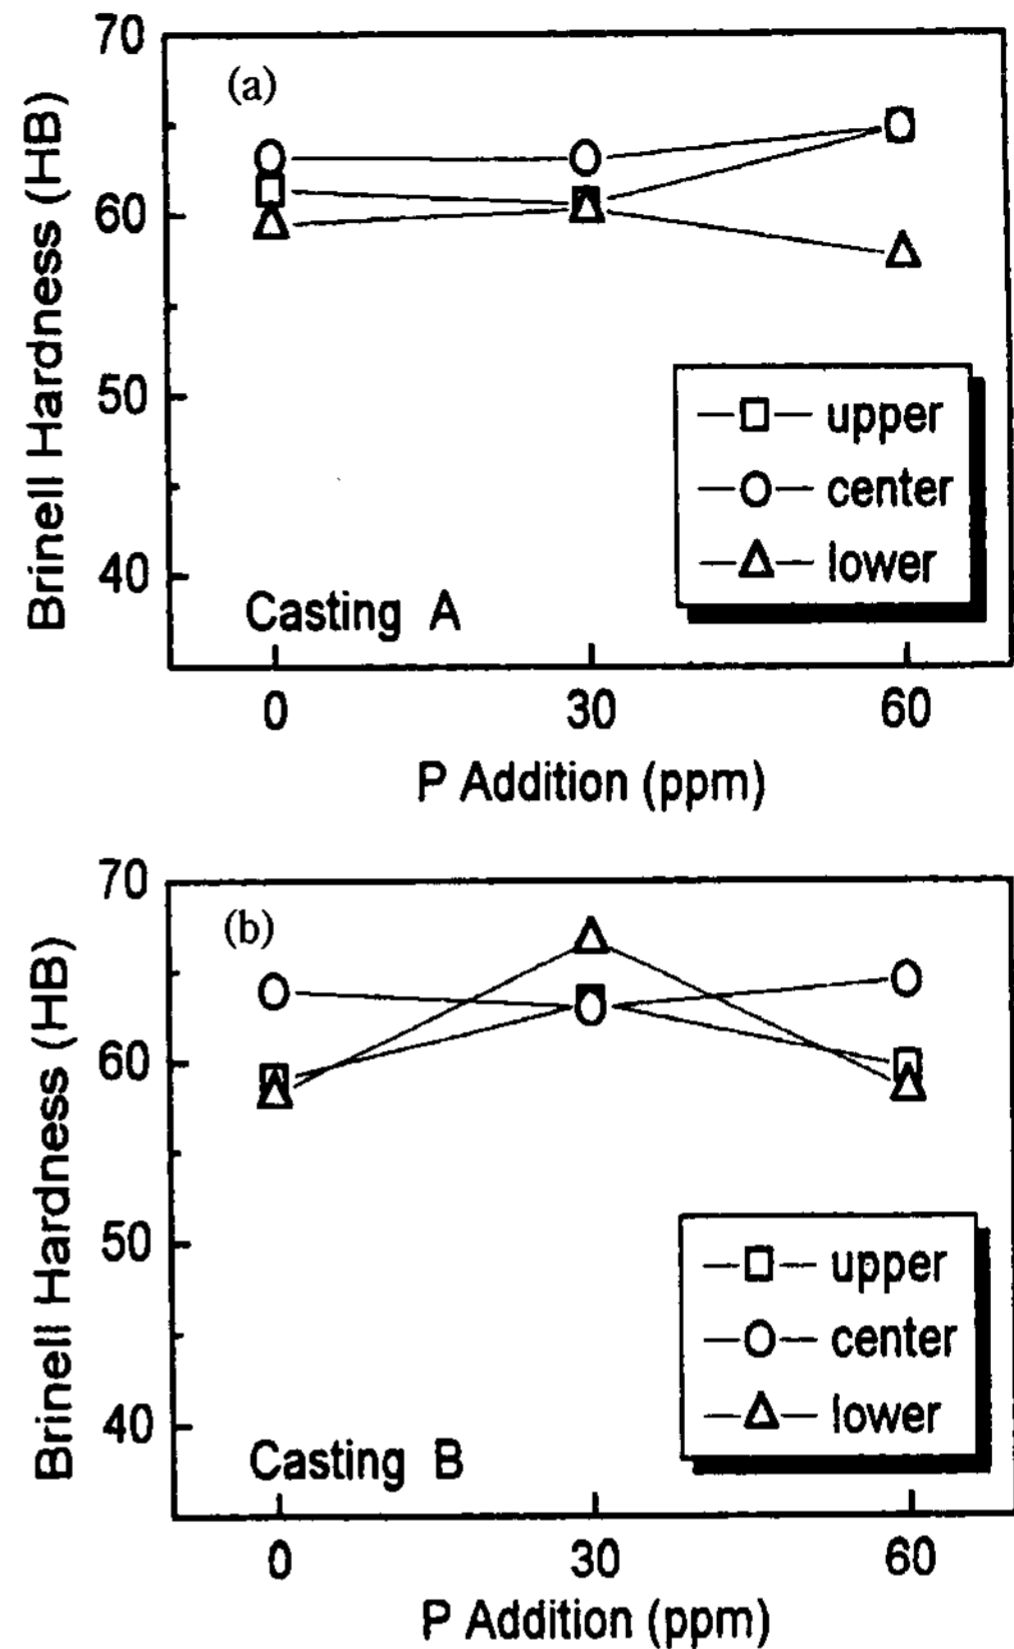 70
(a)
60
50
40
Brinell Hardness (HB)
upper
center
lower
Casting A
0 30 60
P Addition (ppm)
70
(b)
60
50
40
Brinell Hardness (HB)
upper
center
lower
Casting B
0 30 60
P Addition (ppm)